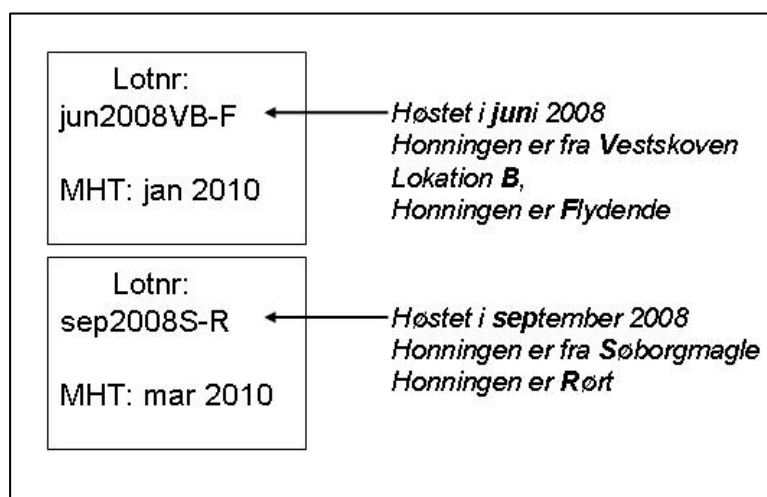 Lotnr:
jun2008VB-F
MHT: jan 2010
Høstet i juni 2008
Honningen er fra Vestskoven
Lokation B,
Honningen er Flydende
Lotnr:
sep2008S-R
MHT: mar 2010
Høstet i september 2008
Honningen er fra Søborgmagle
Honningen er Rørt